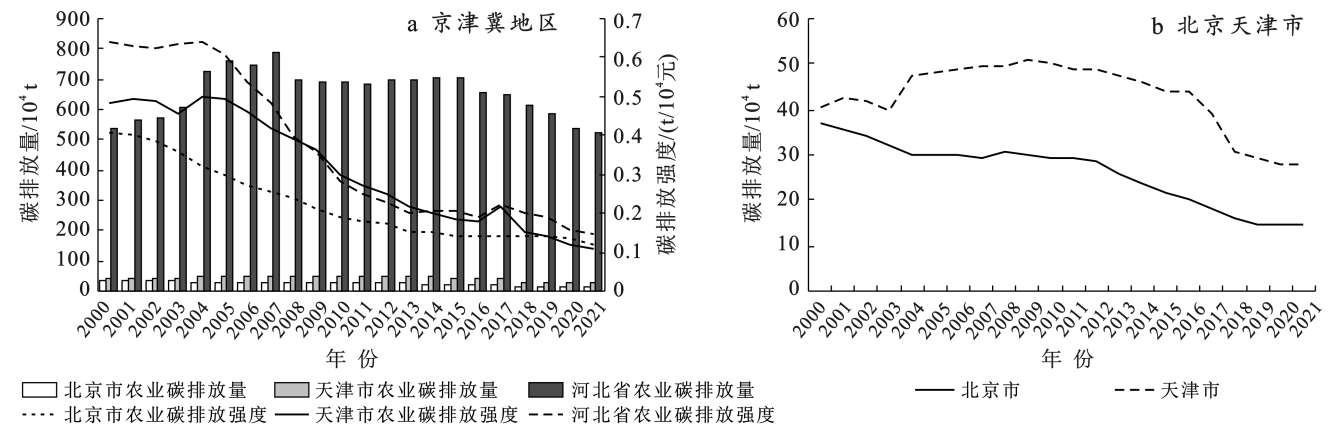 a 京津冀地区
碳排放量/10⁴ t
900
800
700
600
500
400
300
200
100
0
0.7
0.6
0.5
0.4
0.3
0.2
0.1
0
碳排放强度/(t/10⁴元)
2000 2001 2002 2003 2004 2005 2006 2007 2008 2009 2010 2011 2012 2013 2014 2015 2016 2017 2018 2019 2020 2021
年 份
北京市农业碳排放量 天津市农业碳排放量 河北省农业碳排放量
北京市农业碳排放强度 天津市农业碳排放强度 河北省农业碳排放强度
b 北京天津市
碳排放量/10⁴ t
60
50
40
30
20
10
0
2000 2001 2002 2003 2004 2005 2006 2007 2008 2009 2010 2011 2012 2013 2014 2015 2016 2017 2018 2019 2020 2021
年 份
北京市 天津市